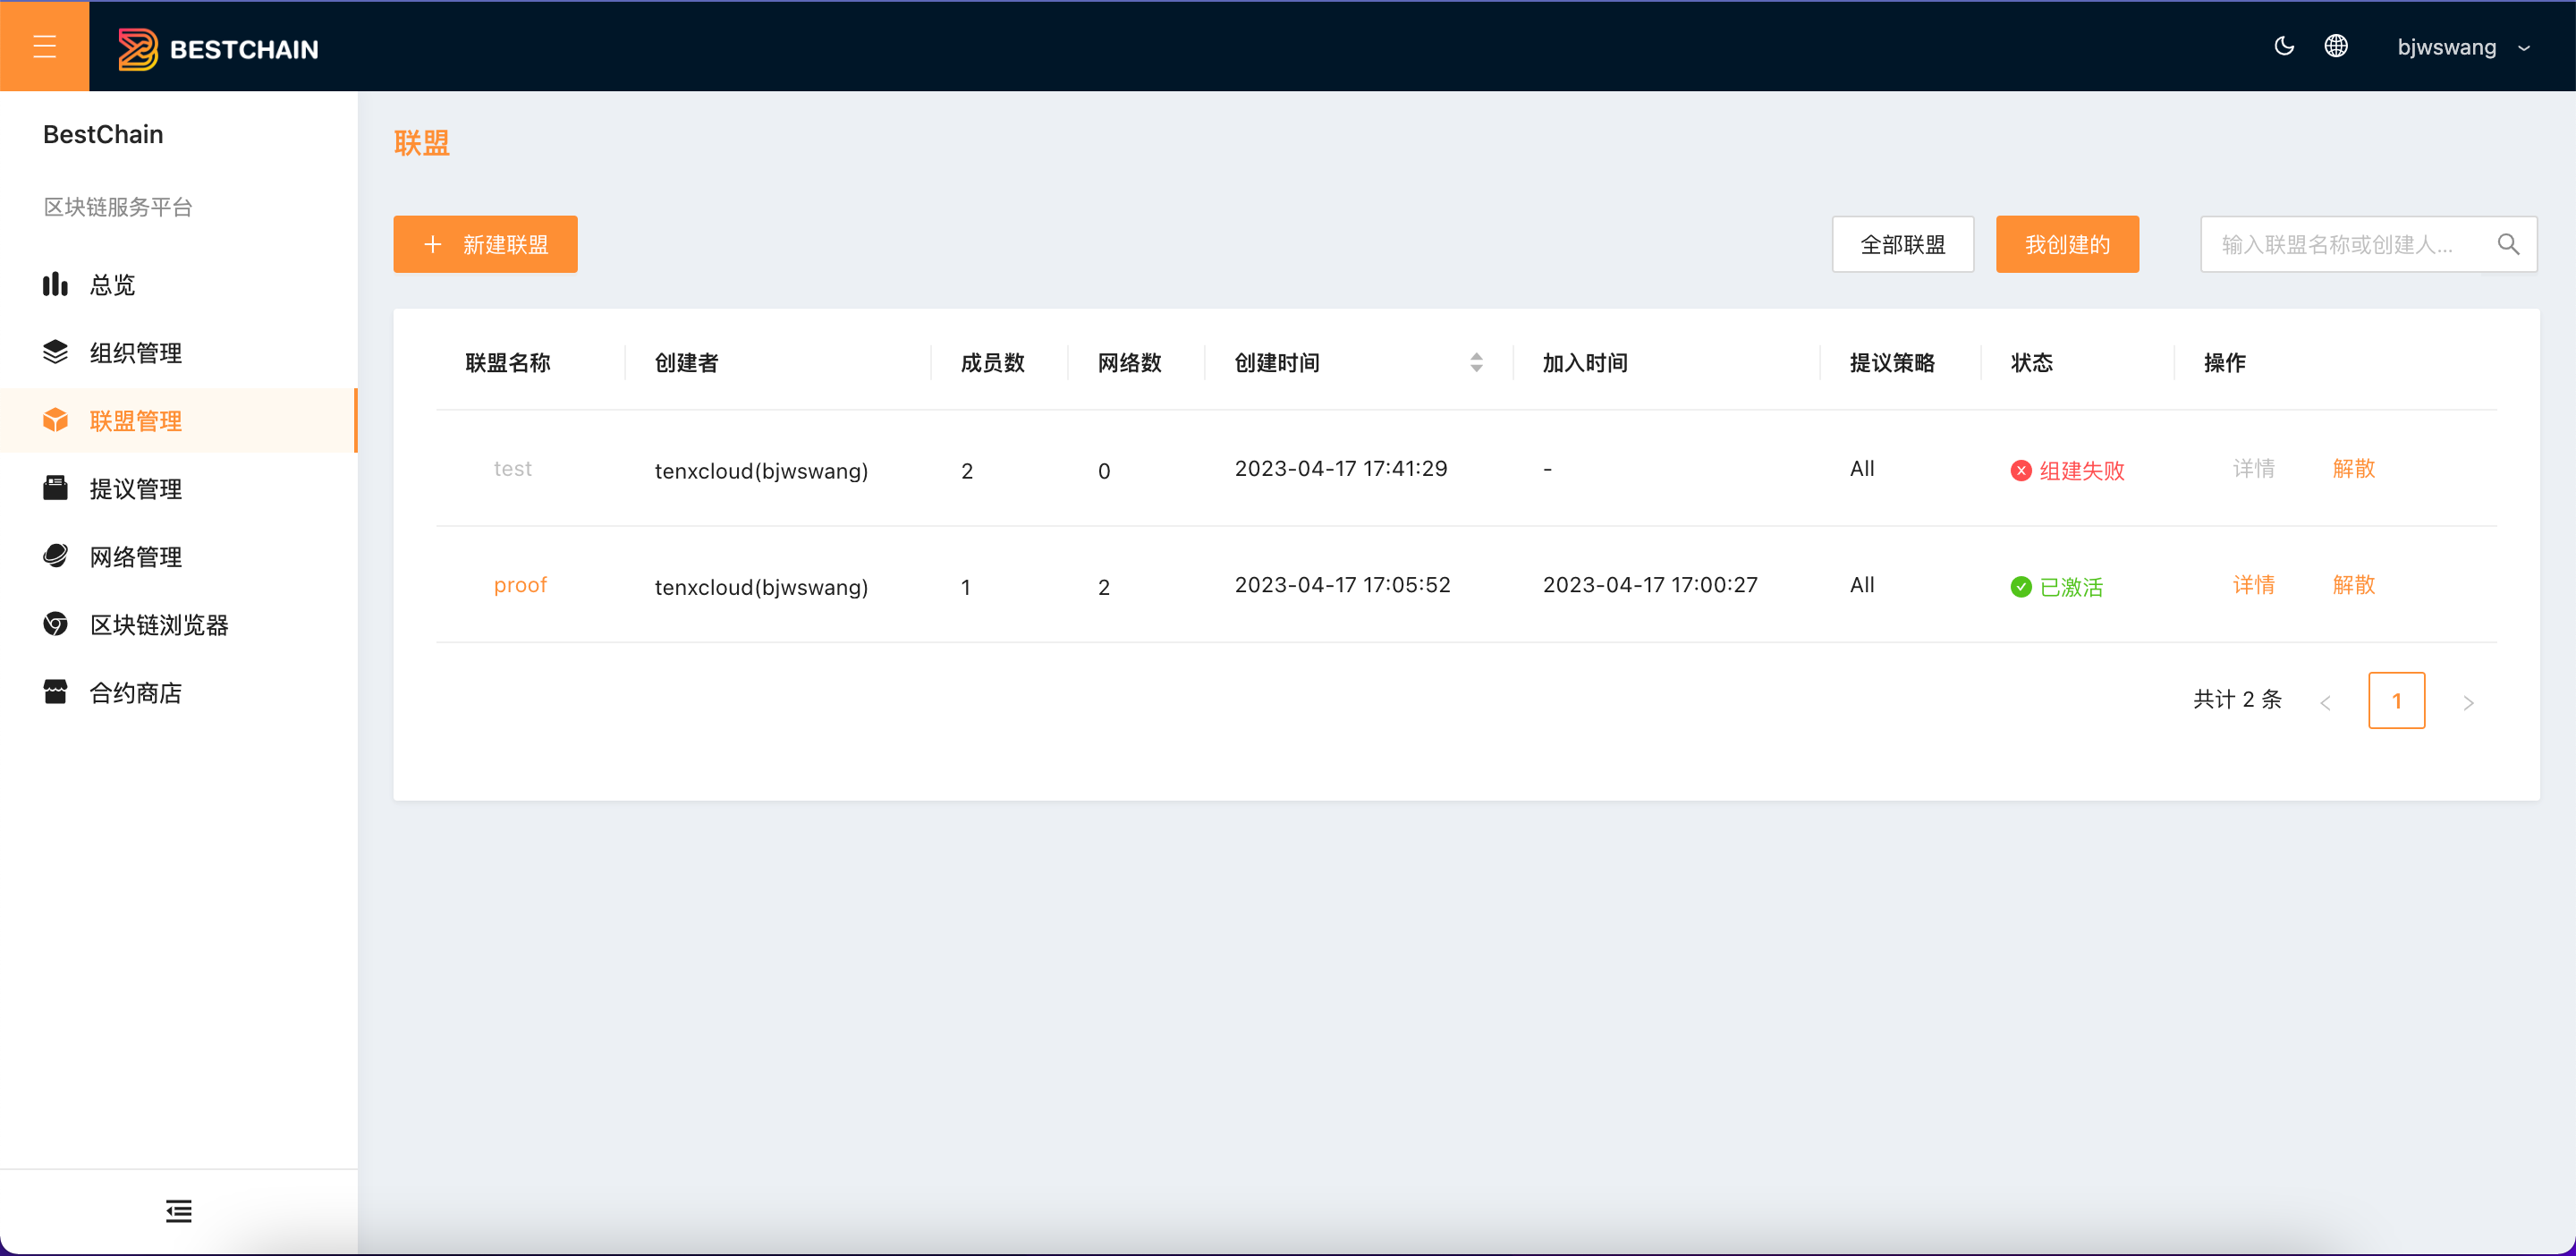 BESTCHAIN
bjwswang
BestChain
区块链服务平台
总览
组织管理
联盟管理
提议管理
网络管理
区块链浏览器
合约商店
联盟
新建联盟
全部联盟
我创建的
输入联盟名称或创建人...
联盟名称 创建者 成员数 网络数 创建时间 加入时间 提议策略 状态 操作
test tenxcloud(bjwswang) 2 0 2023-04-17 17:41:29 - All 组建失败 详情 解散
proof tenxcloud(bjwswang) 1 2 2023-04-17 17:05:52 2023-04-17 17:00:27 All 已激活 详情 解散
共计 2 条 < 1 >